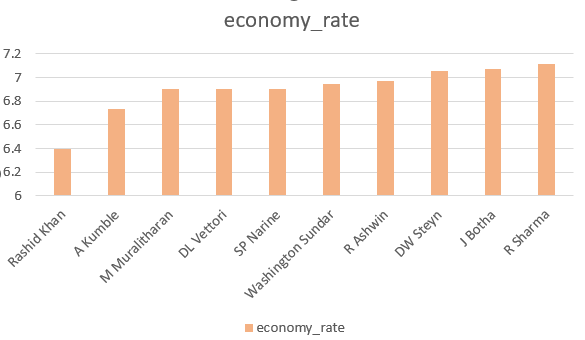 economy_rate
7.2
7
6.8
6.6
6.4
6.2
6
Rashid Khan
A Kumble
M Muralitharan
DL Vettori
SP Narine
Washington Sundar
R Ashwin
DW Steyn
J Botha
R Sharma
economy_rate